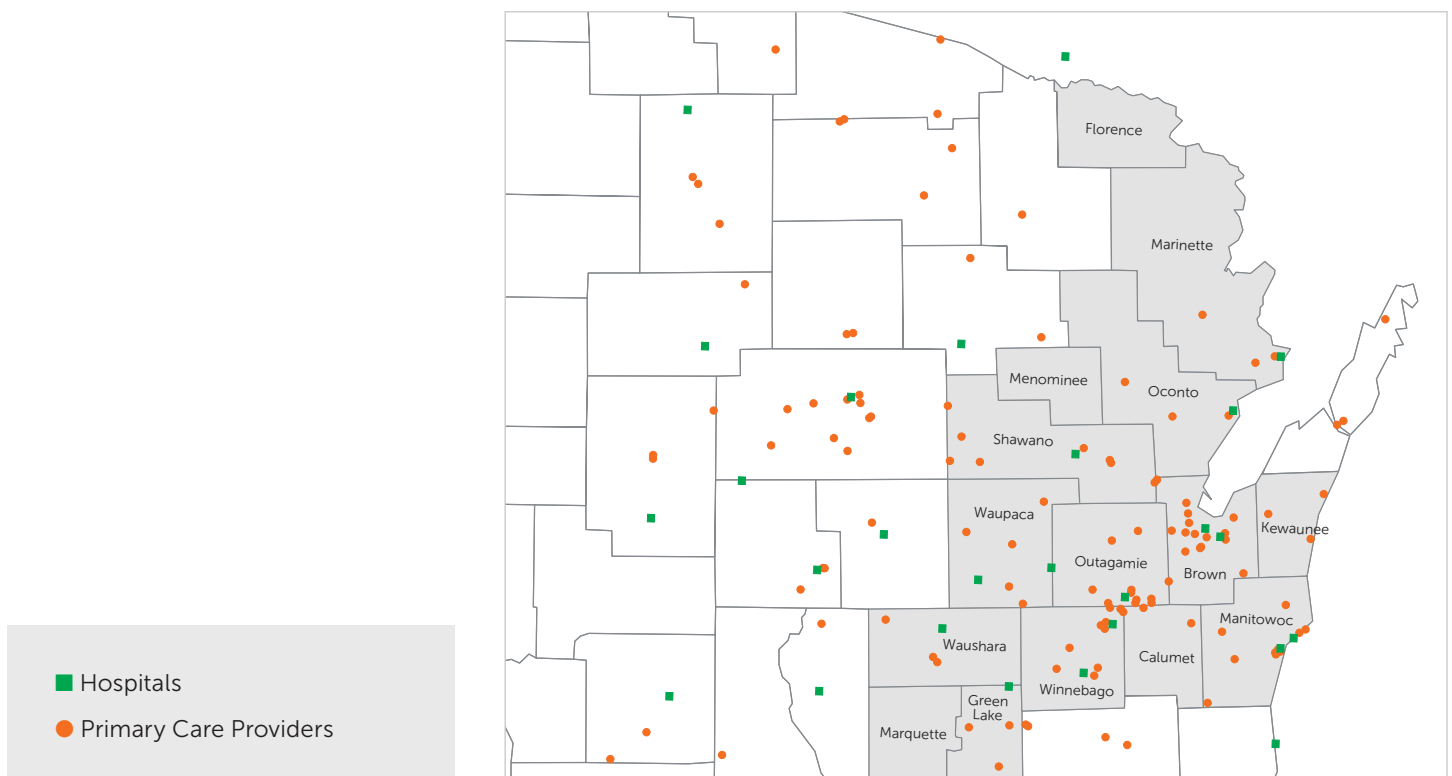 Florence
Marinette
Menominee
Oconto
Shawano
Waupaca
Outagamie
Kewaunee
Brown
Manitowoc
Waushara
Calumet
Winnebago
Green
Lake
Marquette
Hospitals
Primary Care Providers